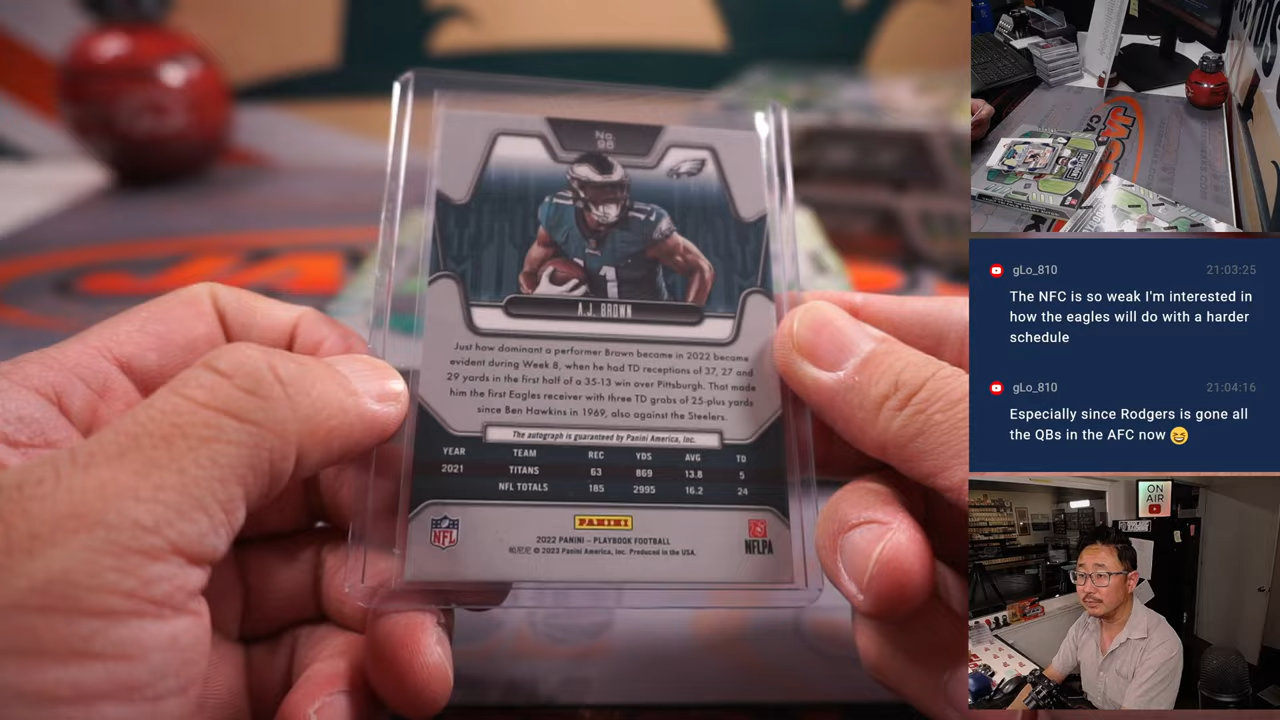 No.
98
11
A.J. BROWN
Just how dominant a performer Brown became in 2022 became
evident during Week 8, when he had TD receptions of 37, 27 and
29 yards in the first half of a 35-13 win over Pittsburgh. That made
him the first Eagles receiver with three TD grabs of 25-plus yards
since Ben Hawkins in 1969, also against the Steelers.
The autograph is guaranteed by Panini America, Inc.
YEAR TEAM REC YDS AVG TD
2021 TITANS 63 869 13.8 5
NFL TOTALS 185 2995 16.2 24
NFL
PANINI
NFLPA
2022 PANINI – PLAYBOOK FOOTBALL
帕尼尼 © 2023 Panini America, Inc. Produced in the USA.
gLo_810 21:03:25
The NFC is so weak I'm interested in
how the eagles will do with a harder
schedule
gLo_810 21:04:16
Especially since Rodgers is gone all
the QBs in the AFC now 😆
ON
AIR